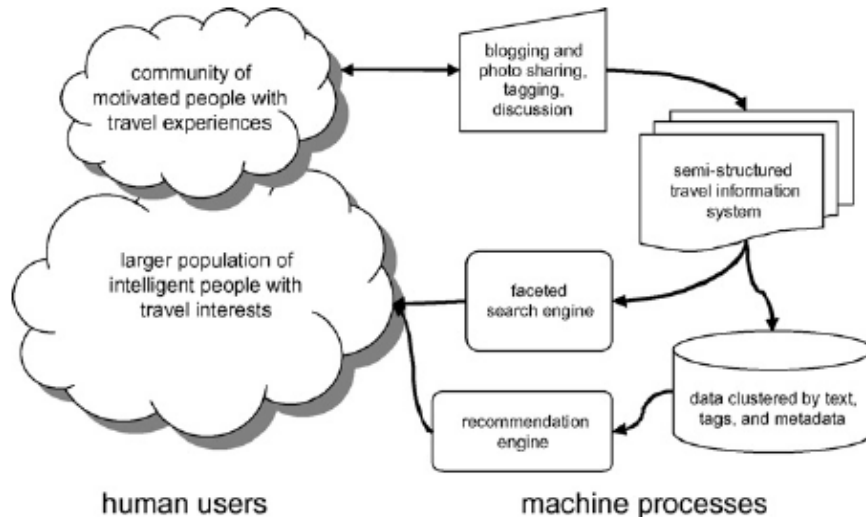 community of
motivated people with
travel experiences
blogging and
photo sharing,
tagging,
discussion
semi-structured
travel information
system
larger population of
intelligent people with
travel interests
faceted
search engine
data clustered by text,
tags, and metadata
recommendation
engine
human users
machine processes